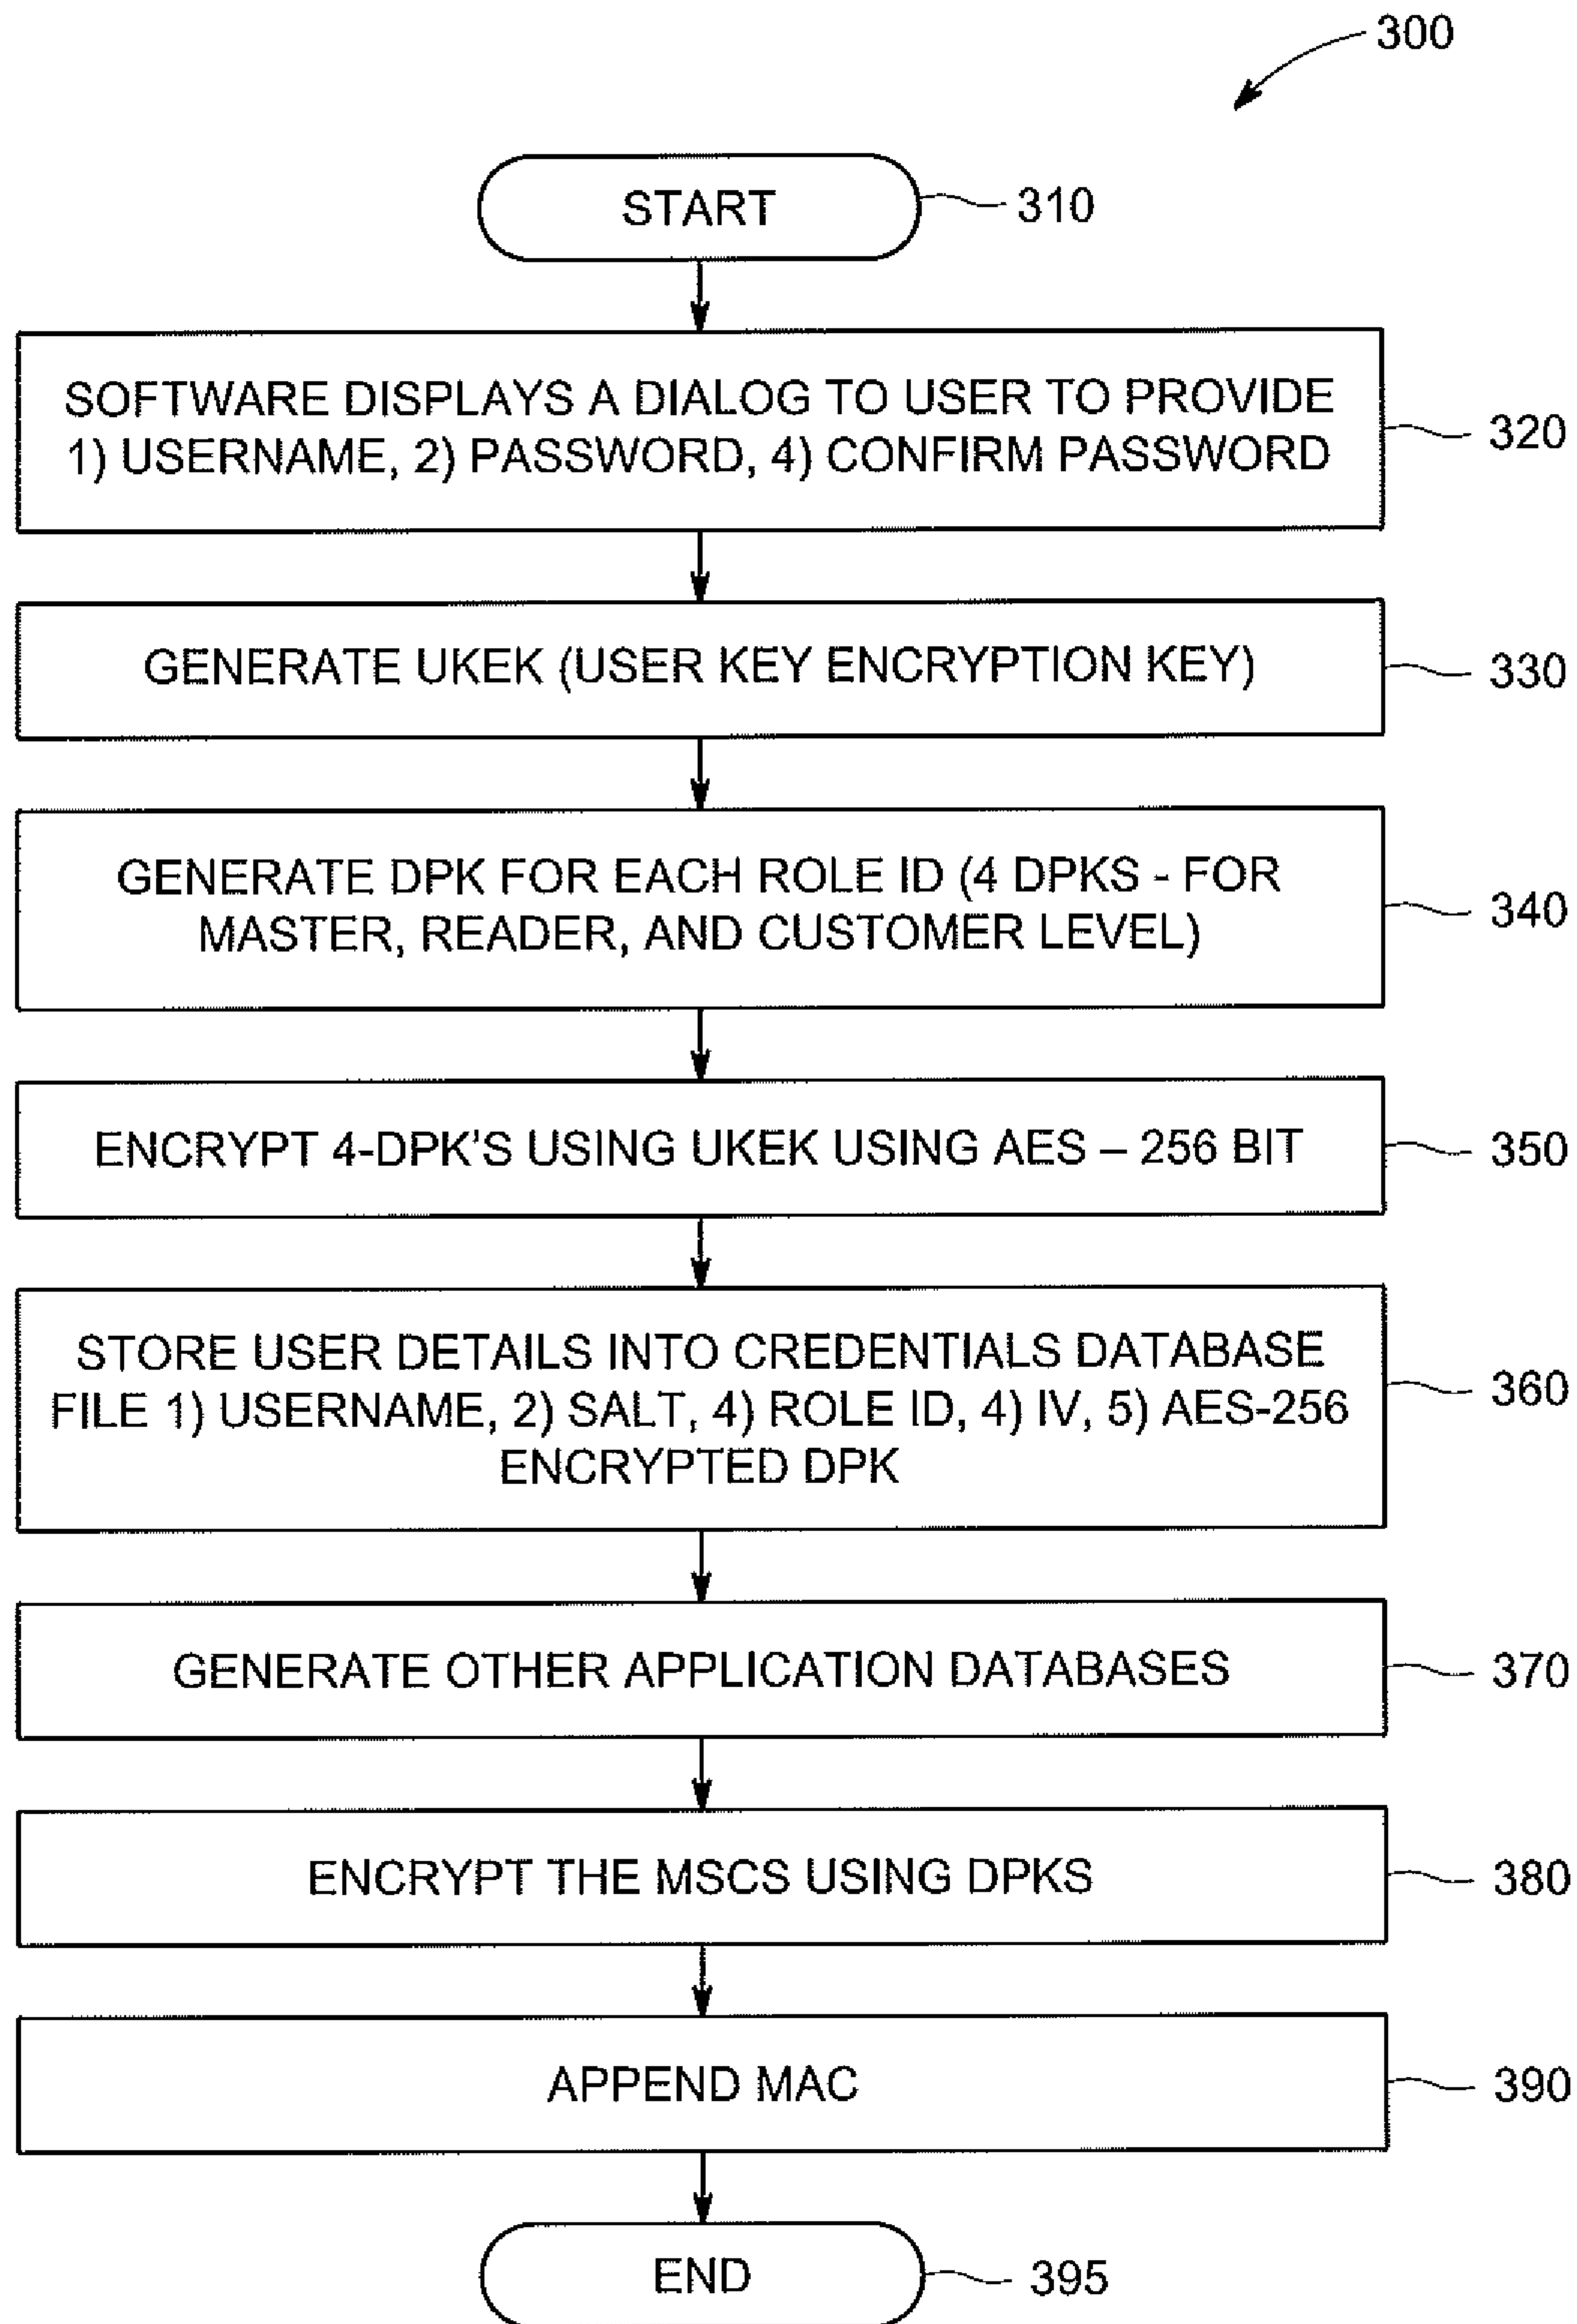 300
START
310
SOFTWARE DISPLAYS A DIALOG TO USER TO PROVIDE
1) USERNAME, 2) PASSWORD, 4) CONFIRM PASSWORD
320
GENERATE UKEK (USER KEY ENCRYPTION KEY)
330
GENERATE DPK FOR EACH ROLE ID (4 DPKS - FOR
MASTER, READER, AND CUSTOMER LEVEL)
340
ENCRYPT 4-DPK'S USING UKEK USING AES – 256 BIT
350
STORE USER DETAILS INTO CREDENTIALS DATABASE
FILE 1) USERNAME, 2) SALT, 4) ROLE ID, 4) IV, 5) AES-256
ENCRYPTED DPK
360
GENERATE OTHER APPLICATION DATABASES
370
ENCRYPT THE MSCS USING DPKS
380
APPEND MAC
390
END
395